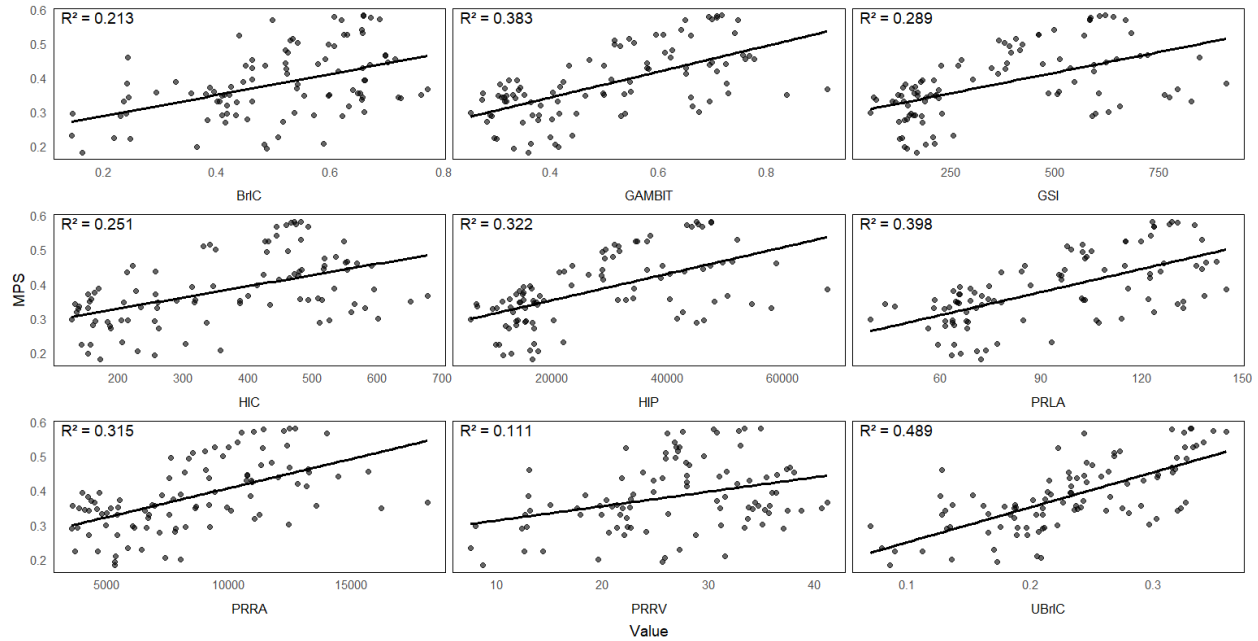 R² = 0.213
R² = 0.383
R² = 0.289
0.6
0.5
0.4
0.3
0.2
0.2 0.4 0.6 0.8
0.4 0.6 0.8
250 500 750
BrIC
GAMBIT
GSI
R² = 0.251
R² = 0.322
R² = 0.398
0.6
0.5
0.4
0.3
0.2
MPS
200 300 400 500 600 700
20000 40000 60000
60 90 120 150
HIC
HIP
PRLA
R² = 0.315
R² = 0.111
R² = 0.489
0.6
0.5
0.4
0.3
0.2
5000 10000 15000
10 20 30 40
0.1 0.2 0.3
PRRA
PRRV
UBrIC
Value